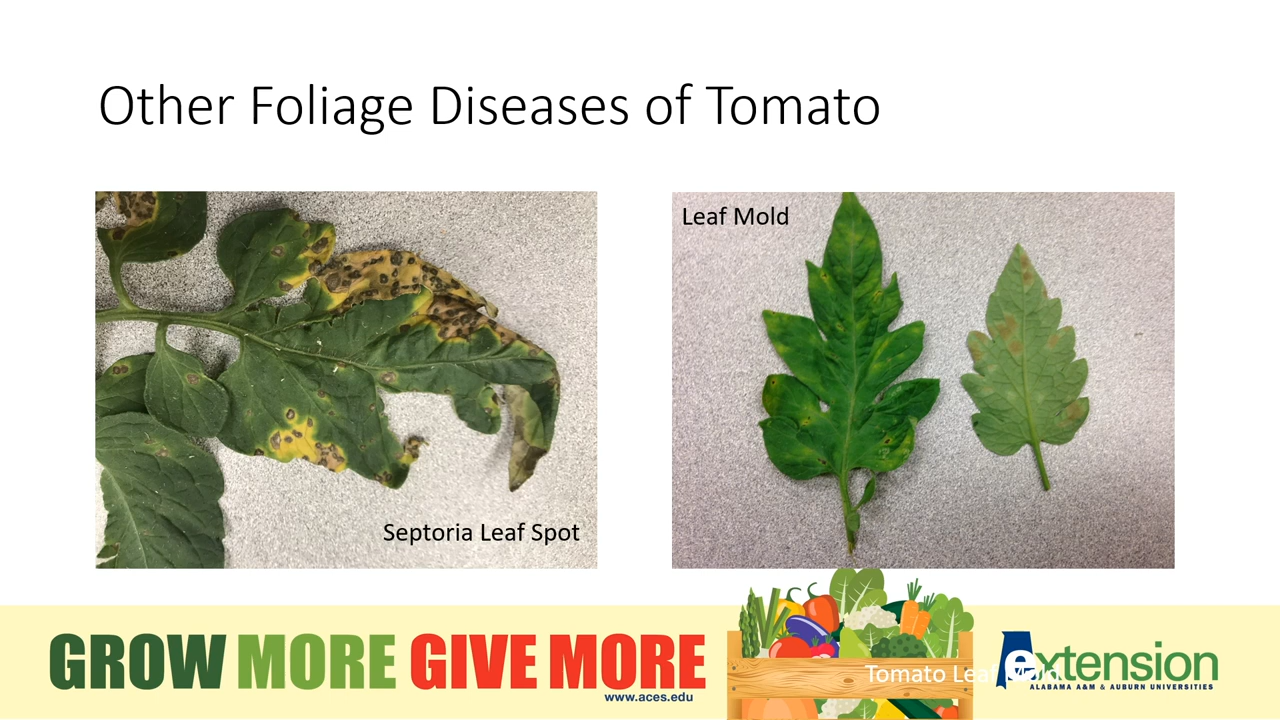 Other Foliage Diseases of Tomato
Leaf Mold
Septoria Leaf Spot
GROW MORE GIVE MORE
www.aces.edu
Tomato Leaf Mold
Extension
ALABAMA A&M & AUBURN UNIVERSITIES